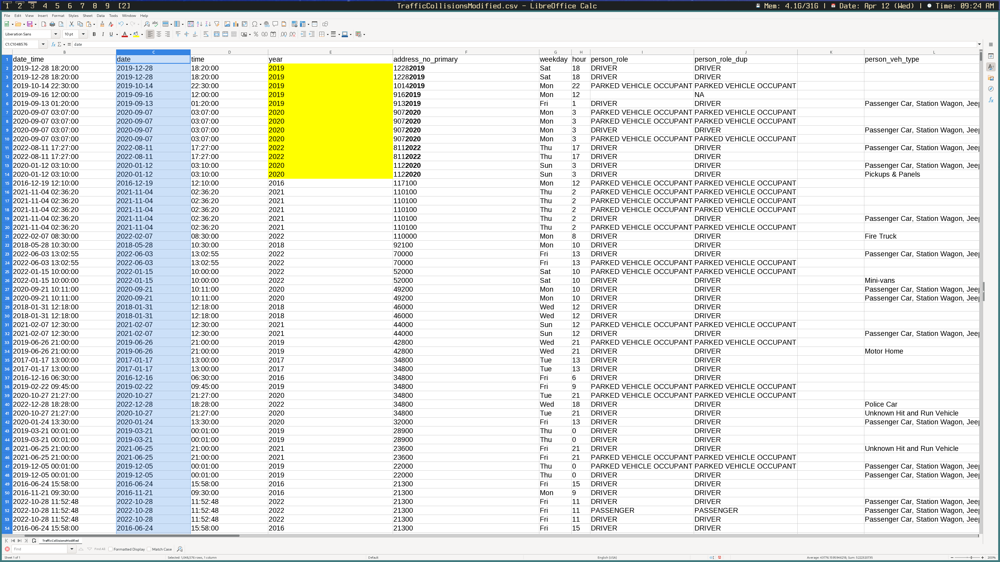 1 2 3 4 5 6 7 8 9 [2] TrafficCollisionsModified.csv - LibreOffice Calc Mem: 4.1G/31G | Date: Apr 12 (Wed) | Time: 09:24 AM
File Edit View Insert Format Styles Sheet Data Tools Window Help
Liberation Sans 10 pt
C1:C1048576 date
B C D E F G H I J K L
1 date_time date time year address_no_primary weekday hour person_role person_role_dup person_veh_type
2 2019-12-28 18:20:00 2019-12-28 18:20:00 2019 12282019 Sat 18 DRIVER DRIVER
3 2019-12-28 18:20:00 2019-12-28 18:20:00 2019 12282019 Sat 18 DRIVER DRIVER
4 2019-10-14 22:30:00 2019-10-14 22:30:00 2019 10142019 Mon 22 PARKED VEHICLE OCCUPANT PARKED VEHICLE OCCUPANT
5 2019-09-16 12:00:00 2019-09-16 12:00:00 2019 9162019 Mon 12 NA
6 2019-09-13 01:20:00 2019-09-13 01:20:00 2019 9132019 Fri 1 DRIVER DRIVER Passenger Car, Station Wagon, Jeep
7 2020-09-07 03:07:00 2020-09-07 03:07:00 2020 9072020 Mon 3 PARKED VEHICLE OCCUPANT PARKED VEHICLE OCCUPANT
8 2020-09-07 03:07:00 2020-09-07 03:07:00 2020 9072020 Mon 3 PARKED VEHICLE OCCUPANT PARKED VEHICLE OCCUPANT
9 2020-09-07 03:07:00 2020-09-07 03:07:00 2020 9072020 Mon 3 DRIVER DRIVER Passenger Car, Station Wagon, Jeep
10 2020-09-07 03:07:00 2020-09-07 03:07:00 2020 9072020 Mon 3 PARKED VEHICLE OCCUPANT PARKED VEHICLE OCCUPANT
11 2022-08-11 17:27:00 2022-08-11 17:27:00 2022 8112022 Thu 17 DRIVER DRIVER Passenger Car, Station Wagon, Jeep
12 2022-08-11 17:27:00 2022-08-11 17:27:00 2022 8112022 Thu 17 DRIVER DRIVER
13 2020-01-12 03:10:00 2020-01-12 03:10:00 2020 1122020 Sun 3 DRIVER DRIVER Passenger Car, Station Wagon, Jeep
14 2020-01-12 03:10:00 2020-01-12 03:10:00 2020 1122020 Sun 3 DRIVER DRIVER Pickups & Panels
15 2016-12-19 12:10:00 2016-12-19 12:10:00 2016 117100 Mon 12 PARKED VEHICLE OCCUPANT PARKED VEHICLE OCCUPANT
16 2021-11-04 02:36:20 2021-11-04 02:36:20 2021 110100 Thu 2 PARKED VEHICLE OCCUPANT PARKED VEHICLE OCCUPANT
17 2021-11-04 02:36:20 2021-11-04 02:36:20 2021 110100 Thu 2 PARKED VEHICLE OCCUPANT PARKED VEHICLE OCCUPANT
18 2021-11-04 02:36:20 2021-11-04 02:36:20 2021 110100 Thu 2 PARKED VEHICLE OCCUPANT PARKED VEHICLE OCCUPANT
19 2021-11-04 02:36:20 2021-11-04 02:36:20 2021 110100 Thu 2 DRIVER DRIVER Passenger Car, Station Wagon, Jeep
20 2021-11-04 02:36:20 2021-11-04 02:36:20 2021 110100 Thu 2 PARKED VEHICLE OCCUPANT PARKED VEHICLE OCCUPANT
21 2022-02-07 08:30:00 2022-02-07 08:30:00 2022 110000 Mon 8 DRIVER DRIVER Fire Truck
22 2018-05-28 10:30:00 2018-05-28 10:30:00 2018 92100 Mon 10 DRIVER DRIVER
23 2022-06-03 13:02:55 2022-06-03 13:02:55 2022 70000 Fri 13 DRIVER DRIVER Passenger Car, Station Wagon, Jeep
24 2022-06-03 13:02:55 2022-06-03 13:02:55 2022 70000 Fri 13 PARKED VEHICLE OCCUPANT PARKED VEHICLE OCCUPANT
25 2022-01-15 10:00:00 2022-01-15 10:00:00 2022 52000 Sat 10 PARKED VEHICLE OCCUPANT PARKED VEHICLE OCCUPANT
26 2022-01-15 10:00:00 2022-01-15 10:00:00 2022 52000 Sat 10 DRIVER DRIVER Mini-vans
27 2020-09-21 10:11:00 2020-09-21 10:11:00 2020 49200 Mon 10 DRIVER DRIVER Passenger Car, Station Wagon, Jeep
28 2020-09-21 10:11:00 2020-09-21 10:11:00 2020 49200 Mon 10 DRIVER DRIVER Passenger Car, Station Wagon, Jeep
29 2018-01-31 12:18:00 2018-01-31 12:18:00 2018 46000 Wed 12 DRIVER DRIVER
30 2018-01-31 12:18:00 2018-01-31 12:18:00 2018 46000 Wed 12 DRIVER DRIVER
31 2021-02-07 12:30:00 2021-02-07 12:30:00 2021 44000 Sun 12 PARKED VEHICLE OCCUPANT PARKED VEHICLE OCCUPANT
32 2021-02-07 12:30:00 2021-02-07 12:30:00 2021 44000 Sun 12 DRIVER DRIVER Passenger Car, Station Wagon, Jeep
33 2019-06-26 21:00:00 2019-06-26 21:00:00 2019 42800 Wed 21 PARKED VEHICLE OCCUPANT PARKED VEHICLE OCCUPANT
34 2019-06-26 21:00:00 2019-06-26 21:00:00 2019 42800 Wed 21 DRIVER DRIVER Motor Home
35 2017-01-17 13:00:00 2017-01-17 13:00:00 2017 34800 Tue 13 DRIVER DRIVER
36 2017-01-17 13:00:00 2017-01-17 13:00:00 2017 34800 Tue 13 DRIVER DRIVER
37 2016-12-16 06:30:00 2016-12-16 06:30:00 2016 34800 Fri 6 DRIVER DRIVER
38 2019-02-22 09:45:00 2019-02-22 09:45:00 2019 34800 Fri 9 PARKED VEHICLE OCCUPANT PARKED VEHICLE OCCUPANT
39 2020-10-27 21:27:00 2020-10-27 21:27:00 2020 34800 Tue 21 PARKED VEHICLE OCCUPANT PARKED VEHICLE OCCUPANT
40 2022-12-28 18:28:00 2022-12-28 18:28:00 2022 34800 Wed 18 DRIVER DRIVER Police Car
41 2020-10-27 21:27:00 2020-10-27 21:27:00 2020 34800 Tue 21 DRIVER DRIVER Unknown Hit and Run Vehicle
42 2020-01-24 13:30:00 2020-01-24 13:30:00 2020 32000 Fri 13 DRIVER DRIVER Passenger Car, Station Wagon, Jeep
43 2019-03-21 00:01:00 2019-03-21 00:01:00 2019 28900 Thu 0 DRIVER DRIVER
44 2019-03-21 00:01:00 2019-03-21 00:01:00 2019 28900 Thu 0 DRIVER DRIVER
45 2021-06-25 21:00:00 2021-06-25 21:00:00 2021 23600 Fri 21 DRIVER DRIVER Unknown Hit and Run Vehicle
46 2021-06-25 21:00:00 2021-06-25 21:00:00 2021 23600 Fri 21 PARKED VEHICLE OCCUPANT PARKED VEHICLE OCCUPANT
47 2019-12-05 00:01:00 2019-12-05 00:01:00 2019 22000 Thu 0 PARKED VEHICLE OCCUPANT PARKED VEHICLE OCCUPANT Passenger Car, Station Wagon, Jeep
48 2019-12-05 00:01:00 2019-12-05 00:01:00 2019 22000 Thu 0 DRIVER DRIVER Passenger Car, Station Wagon, Jeep
49 2016-06-24 15:58:00 2016-06-24 15:58:00 2016 21300 Fri 15 DRIVER DRIVER
50 2016-11-21 09:30:00 2016-11-21 09:30:00 2016 21300 Mon 9 DRIVER DRIVER
51 2022-10-28 11:52:48 2022-10-28 11:52:48 2022 21300 Fri 11 DRIVER DRIVER Passenger Car, Station Wagon, Jeep
52 2022-10-28 11:52:48 2022-10-28 11:52:48 2022 21300 Fri 11 PASSENGER PASSENGER Passenger Car, Station Wagon, Jeep
53 2022-10-28 11:52:48 2022-10-28 11:52:48 2022 21300 Fri 11 DRIVER DRIVER Passenger Car, Station Wagon, Jeep
54 2016-06-24 15:58:00 2016-06-24 15:58:00 2016 21300 Fri 15 DRIVER DRIVER
TrafficCollisionsModified
Find Find All Formatted Display Match Case
Sheet 1 of 1 Selected: 1,048,576 rows, 1 column Default English (USA) Average: 43776.1595946218; Sum: 5222320735 200%